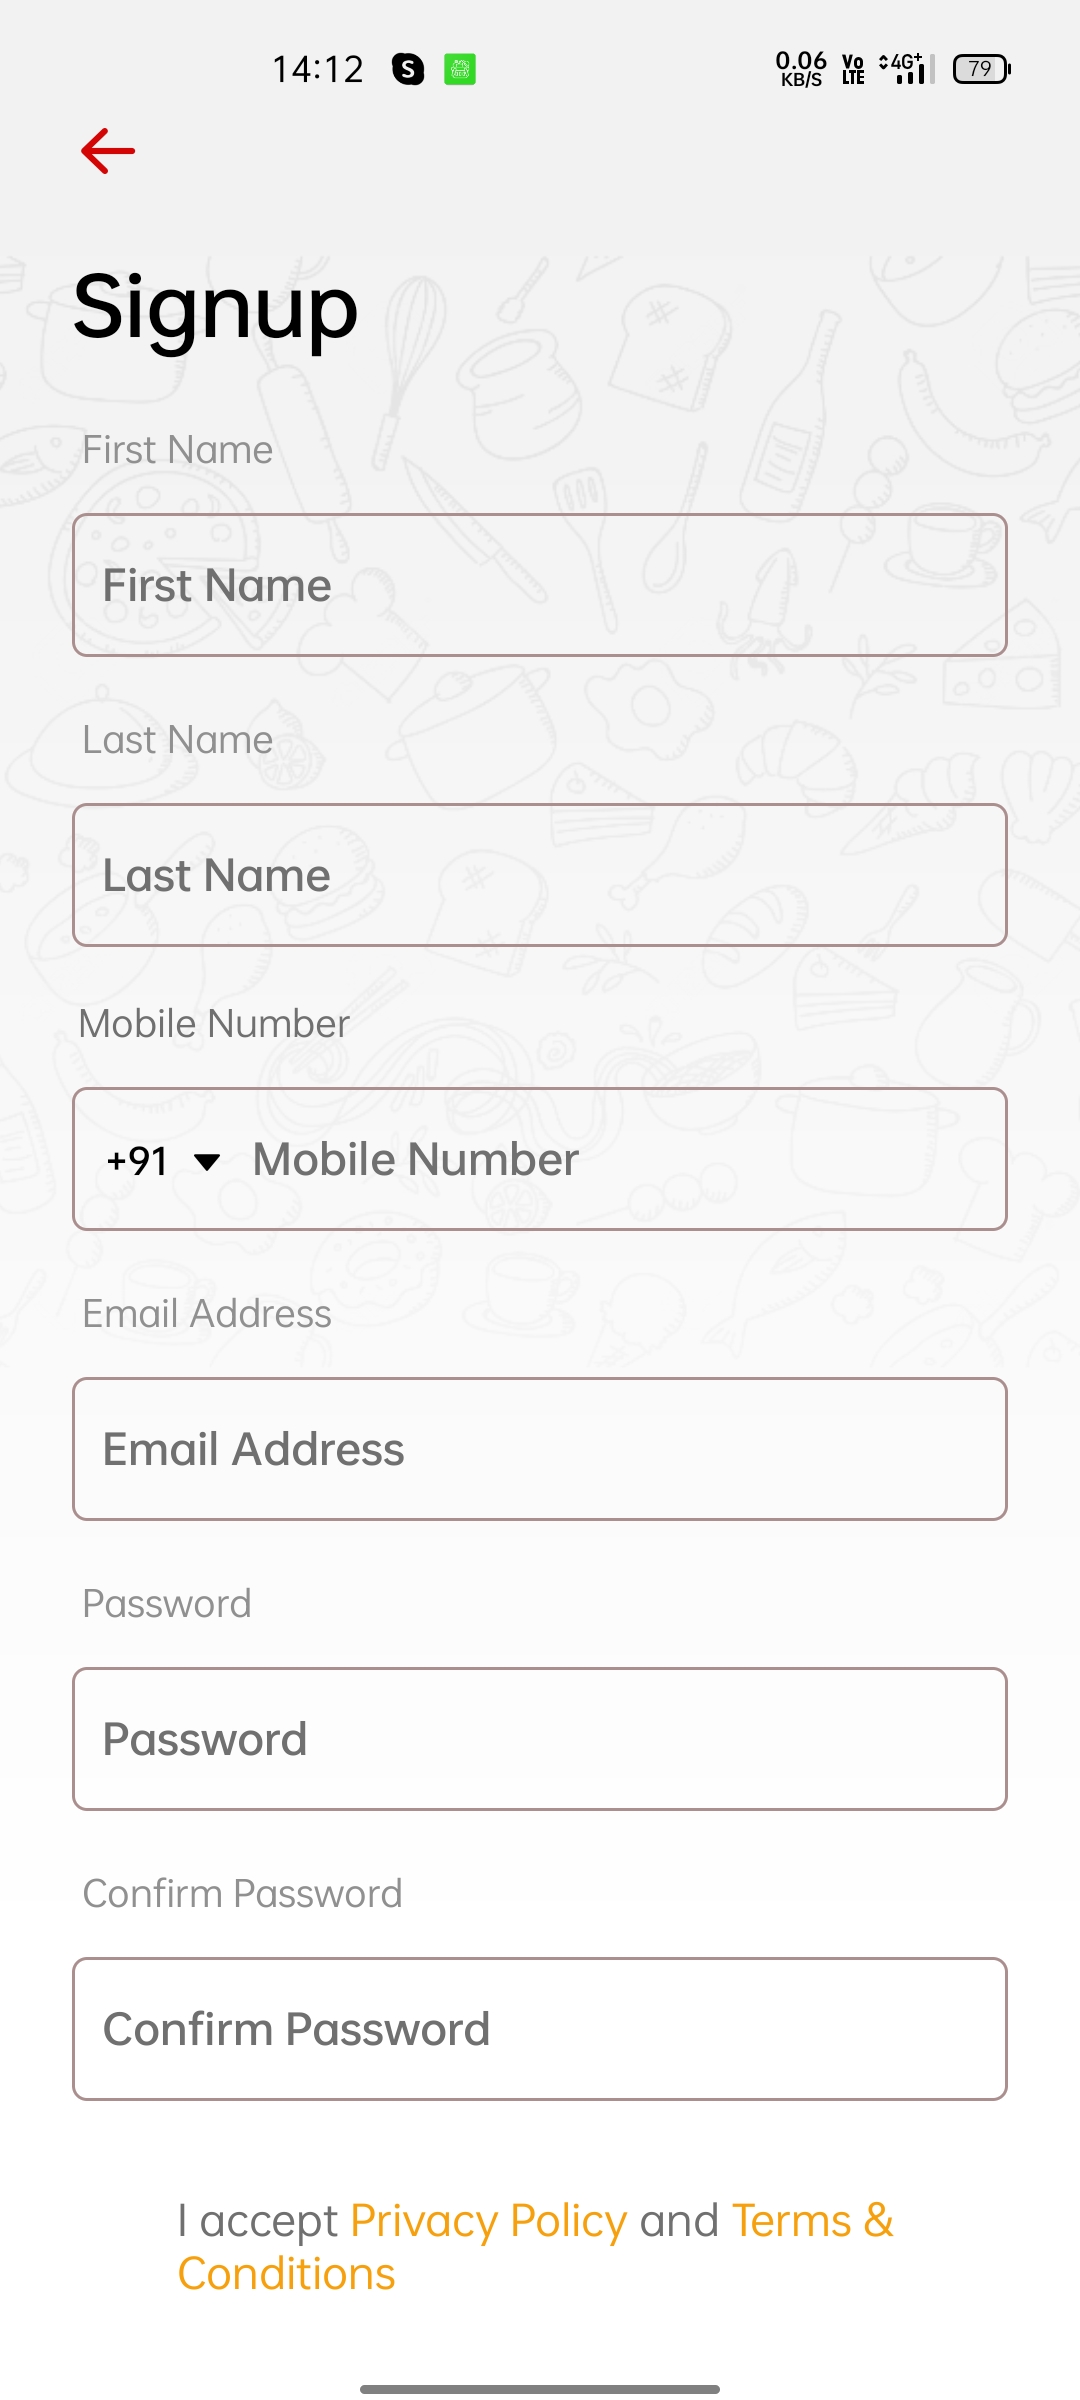 14:12 S 0.06 KB/S Vo LTE 4G+ 79
Signup
First Name
First Name
Last Name
Last Name
Mobile Number
+91 Mobile Number
Email Address
Email Address
Password
Password
Confirm Password
Confirm Password
I accept Privacy Policy and Terms &
Conditions